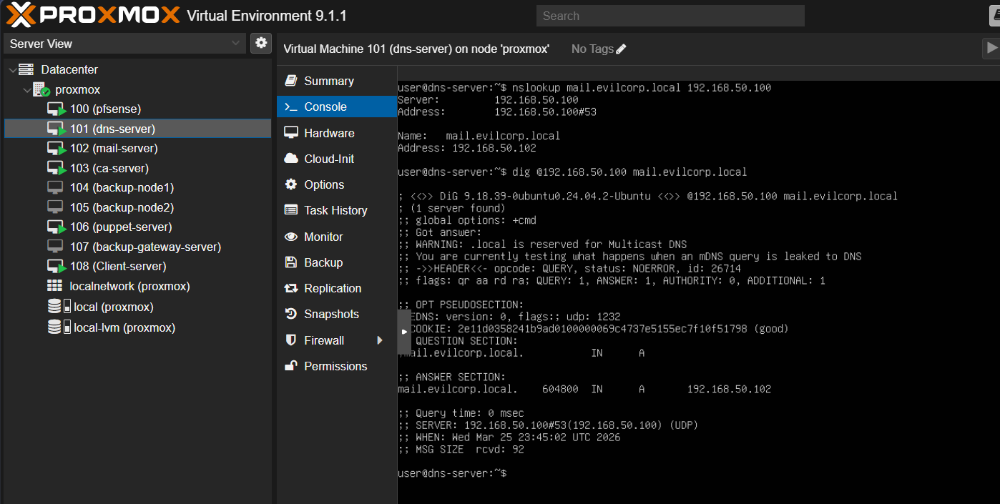 PROXMOX Virtual Environment 9.1.1
Search
Server View
Virtual Machine 101 (dns-server) on node 'proxmox'
No Tags
Datacenter
proxmox
100 (pfsense)
101 (dns-server)
102 (mail-server)
103 (ca-server)
104 (backup-node1)
105 (backup-node2)
106 (puppet-server)
107 (backup-gateway-server)
108 (Client-server)
localnetwork (proxmox)
local (proxmox)
local-lvm (proxmox)
Summary
Console
Hardware
Cloud-Init
Options
Task History
Monitor
Backup
Replication
Snapshots
Firewall
Permissions
user@dns-server:~$ nslookup mail.evilcorp.local 192.168.50.100
Server: 192.168.50.100
Address: 192.168.50.100#53
Name: mail.evilcorp.local
Address: 192.168.50.102
user@dns-server:~$ dig @192.168.50.100 mail.evilcorp.local
; <<>> DiG 9.18.39-0ubuntu0.24.04.2-Ubuntu <<>> @192.168.50.100 mail.evilcorp.local
; (1 server found)
;; global options: +cmd
;; Got answer:
;; WARNING: .local is reserved for Multicast DNS
;; You are currently testing what happens when an mDNS query is leaked to DNS
;; ->>HEADER<<- opcode: QUERY, status: NOERROR, id: 26714
;; flags: qr aa rd ra; QUERY: 1, ANSWER: 1, AUTHORITY: 0, ADDITIONAL: 1
;; OPT PSEUDOSECTION:
EDNS: version: 0, flags:; udp: 1232
COOKIE: 2e11d0358241b9ad0100000069c4737e5155ec7f10f51798 (good)
QUESTION SECTION:
;mail.evilcorp.local. IN A
;; ANSWER SECTION:
mail.evilcorp.local. 604800 IN A 192.168.50.102
;; Query time: 0 msec
;; SERVER: 192.168.50.100#53(192.168.50.100) (UDP)
;; WHEN: Wed Mar 25 23:45:02 UTC 2026
;; MSG SIZE rcvd: 92
user@dns-server:~$